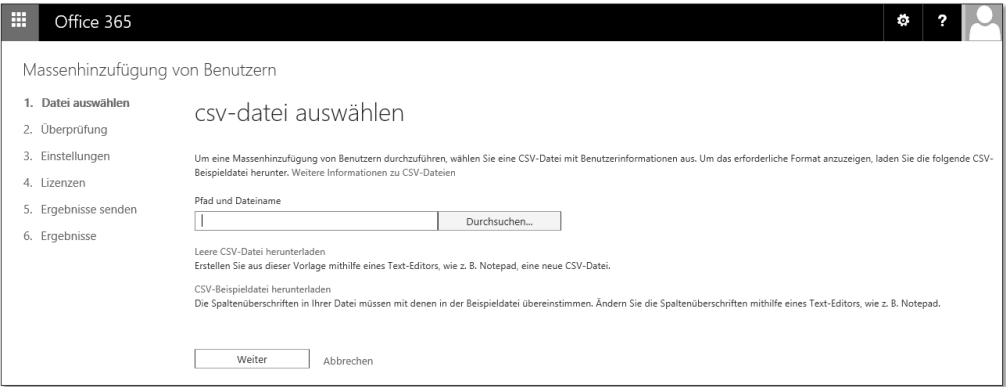 Office 365
?
Massenhinzufügung von Benutzern
1. Datei auswählen
2. Überprüfung
3. Einstellungen
4. Lizenzen
5. Ergebnisse senden
6. Ergebnisse
csv-datei auswählen
Um eine Massenhinzufügung von Benutzern durchzuführen, wählen Sie eine CSV-Datei mit Benutzerinformationen aus. Um das erforderliche Format anzuzeigen, laden Sie die folgende CSV-
Beispieldatei herunter. Weitere Informationen zu CSV-Dateien
Pfad und Dateiname
Durchsuchen...
Leere CSV-Datei herunterladen
Erstellen Sie aus dieser Vorlage mithilfe eines Text-Editors, wie z. B. Notepad, eine neue CSV-Datei.
CSV-Beispieldatei herunterladen
Die Spaltenüberschriften in Ihrer Datei müssen mit denen in der Beispieldatei übereinstimmen. Ändern Sie die Spaltenüberschriften mithilfe eines Text-Editors, wie z. B. Notepad.
Weiter
Abbrechen